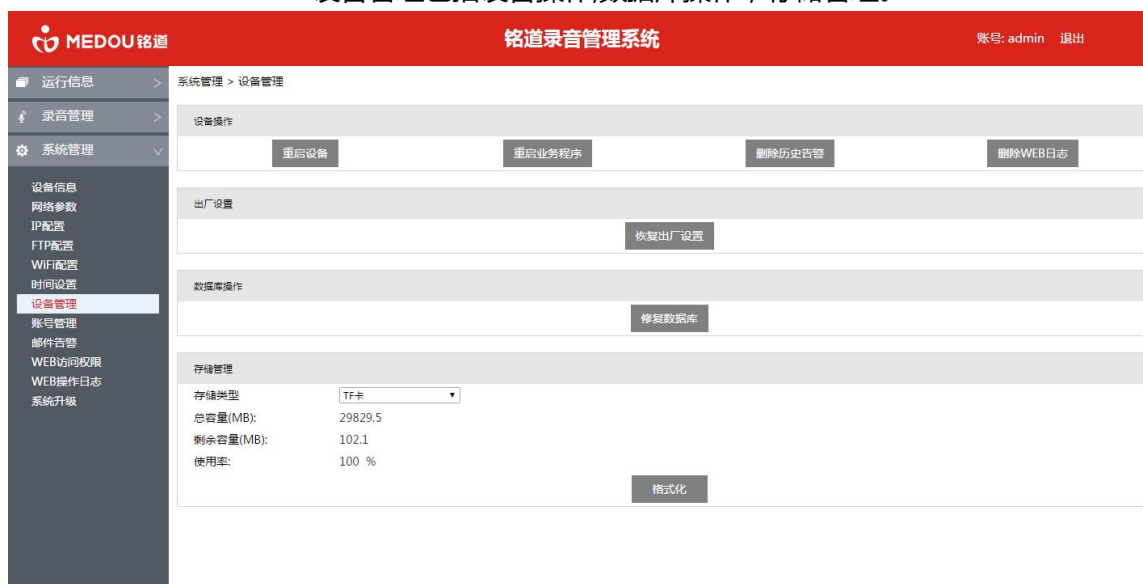 MEDOU铭道
铭道录音管理系统
账号: admin 退出
运行信息 >
录音管理 >
系统管理
设备信息
网络参数
IP配置
FTP配置
WiFi配置
时间设置
设备管理
账号管理
邮件告警
WEB访问权限
WEB操作日志
系统升级
系统管理 > 设备管理
设备操作
重启设备 重启业务程序 删除历史告警 删除WEB日志
出厂设置
恢复出厂设置
数据库操作
修复数据库
存储管理
存储类型 TF卡
总容量(MB): 29829.5
剩余容量(MB): 102.1
使用率: 100 %
格式化